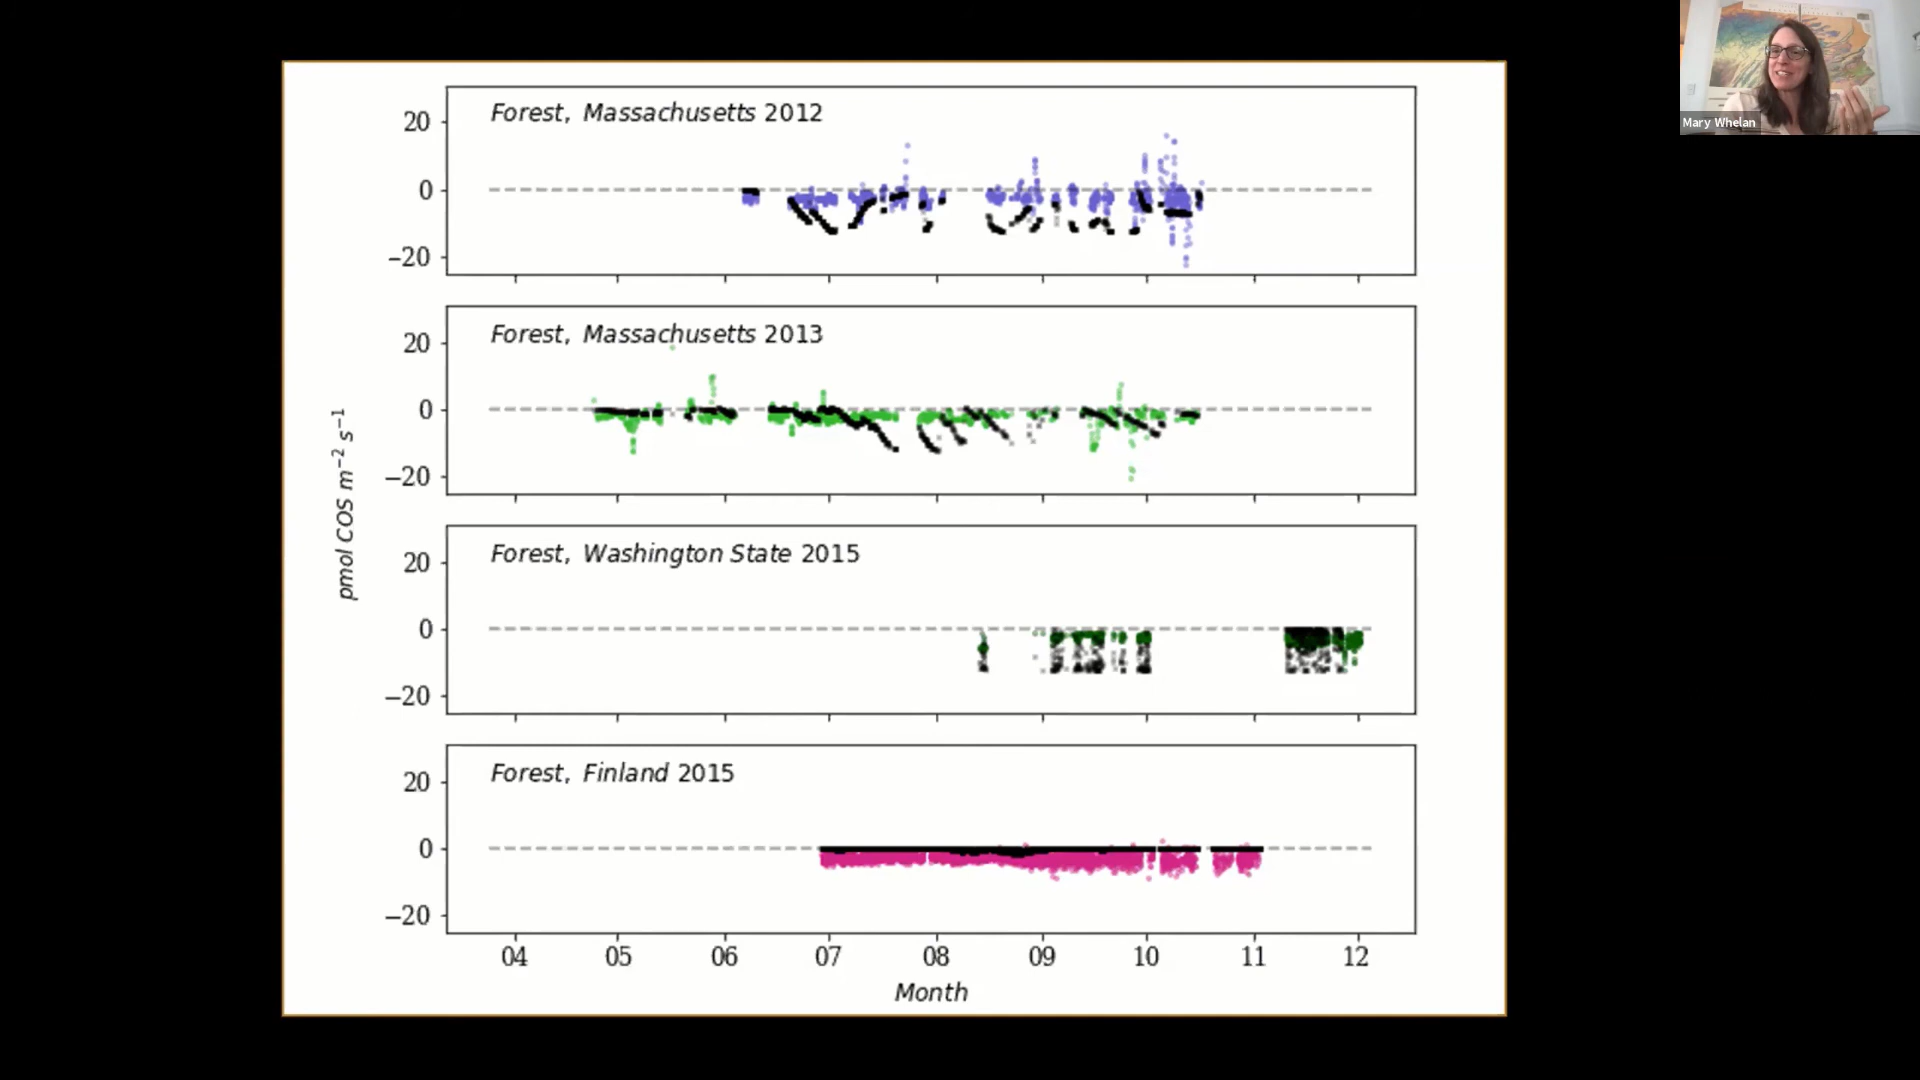 Mary Whelan
Forest, Massachusetts 2012
20
0
−20
Forest, Massachusetts 2013
20
0
−20
Forest, Washington State 2015
20
0
−20
Forest, Finland 2015
20
0
−20
pmol COS m⁻² s⁻¹
04 05 06 07 08 09 10 11 12
Month